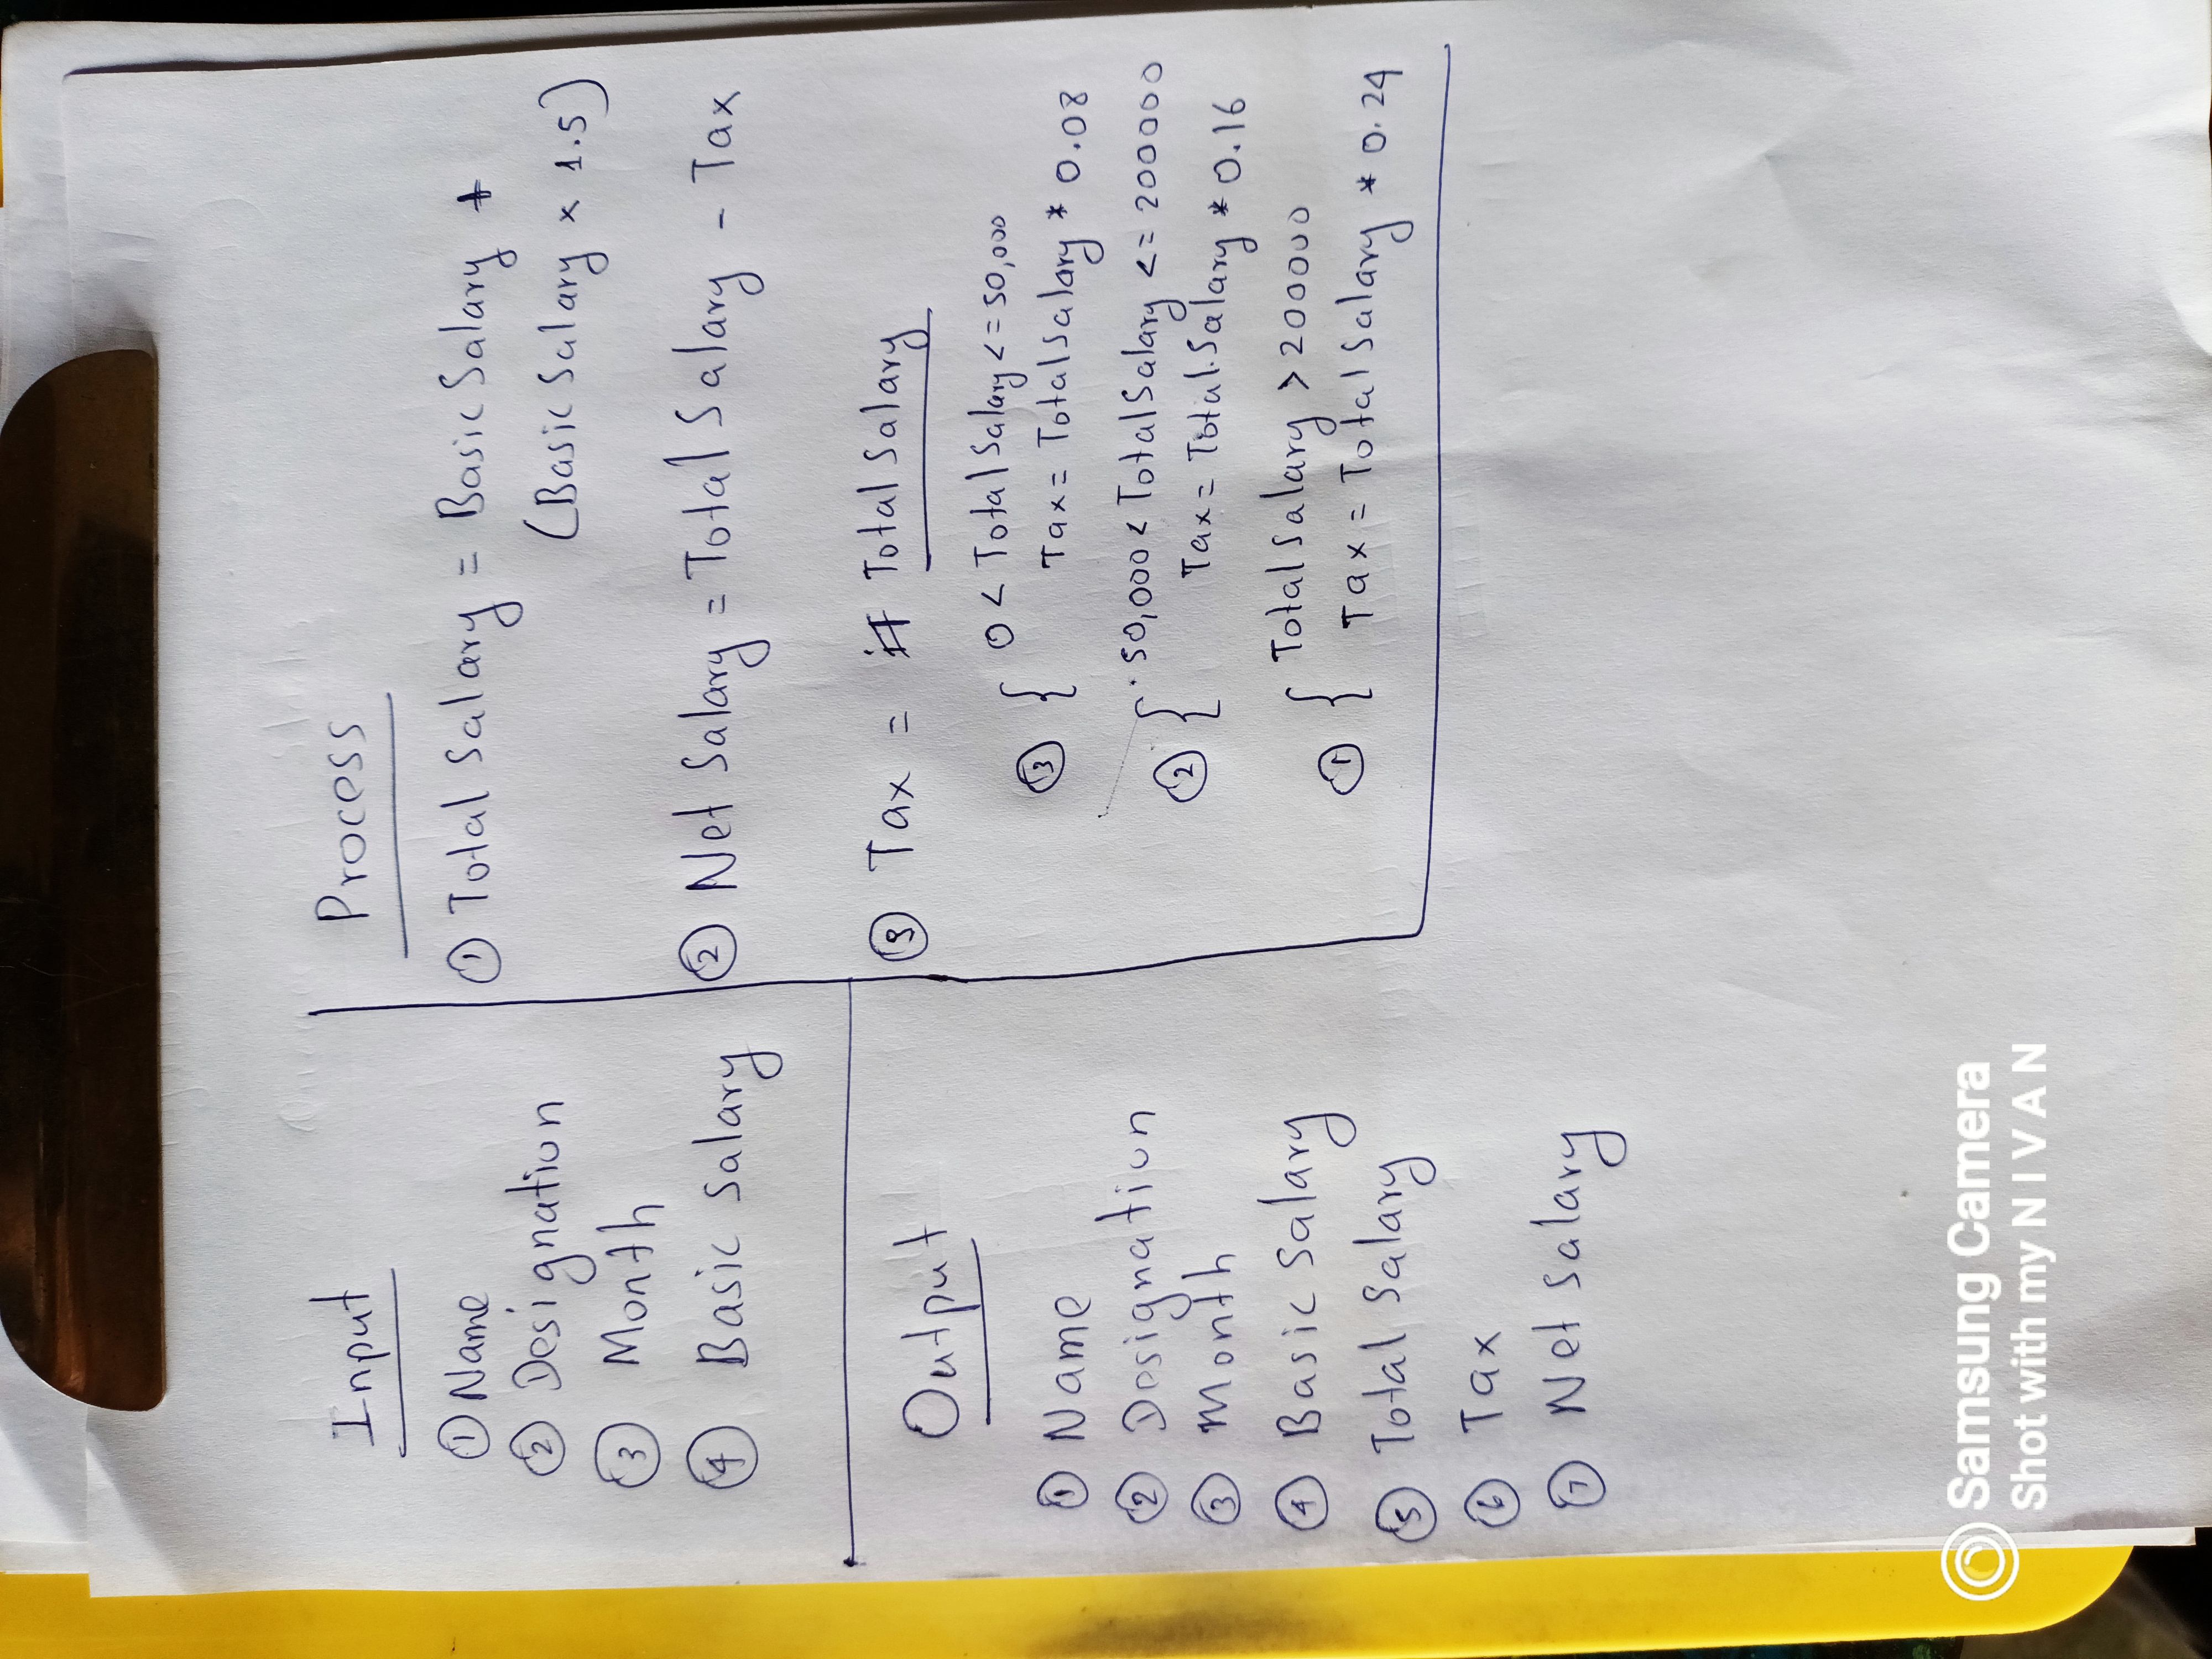 Input
① Name
② Designation
③ Month
④ Basic Salary
Process
① Total Salary = Basic Salary +
(Basic Salary × 1.5)
② Net Salary = Total Salary - Tax
③ Tax = Total Salary
③ { 0 < Total Salary <= 50,000
Tax = Total Salary * 0.08
② { 50,000 < Total Salary <= 200000
Tax = Total Salary * 0.16
① { Total Salary > 200000
Tax = Total Salary * 0.24
Output
① Name
② Designation
③ Month
④ Basic Salary
⑤ Total Salary
⑥ Tax
⑦ Net Salary
Samsung Camera
Shot with my N I V A N